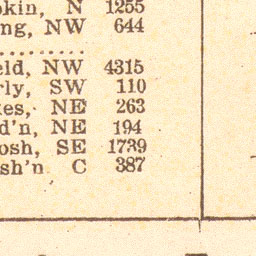 okin, N 1255
ng, NW 644
eld, NW 4315
rly, SW 110
kes, NE 263
d'n, NE 194
osh, SE 1739
sh'n C 387